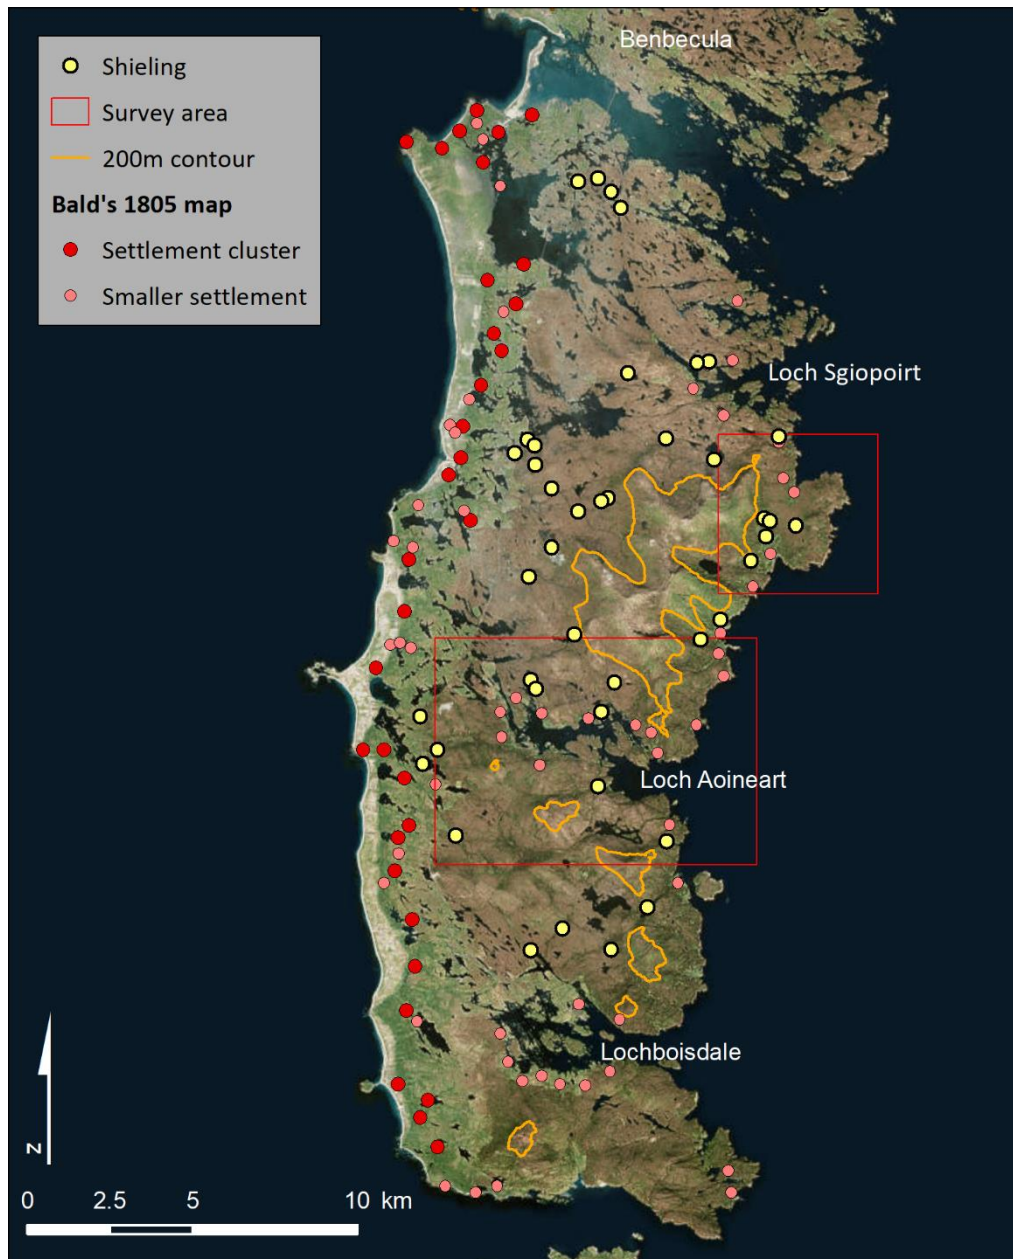 Benbecula
Shieling
Survey area
200m contour
Bald's 1805 map
Settlement cluster
Smaller settlement
Loch Sgiopoirt
Loch Aoineart
Lochboisdale
N
0 2.5 5 10 km